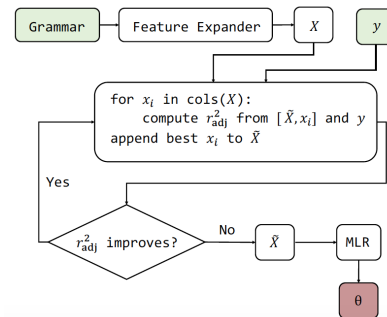 Grammar
Feature Expander
X
y
for xᵢ in cols(X):
compute r²adj from [X̃, xᵢ] and y
append best xᵢ to X̃
Yes
r²adj improves?
No
X̃
MLR
θ